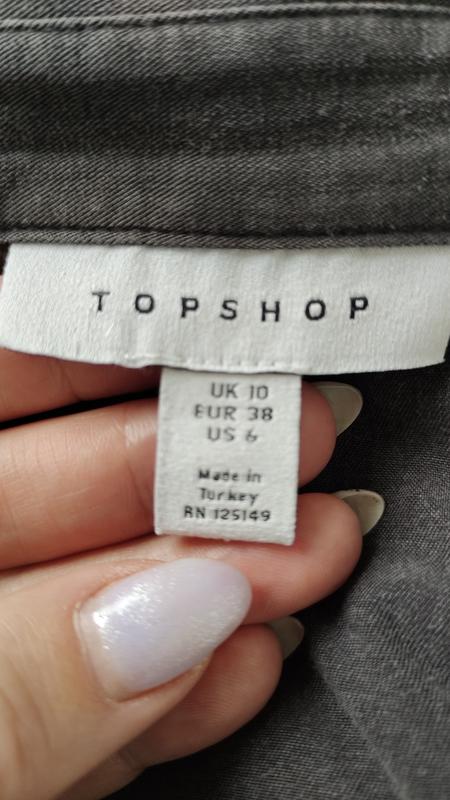 TOPSHOP
UK 10
EUR 38
US 6
Made in
Turkey
RN 125149